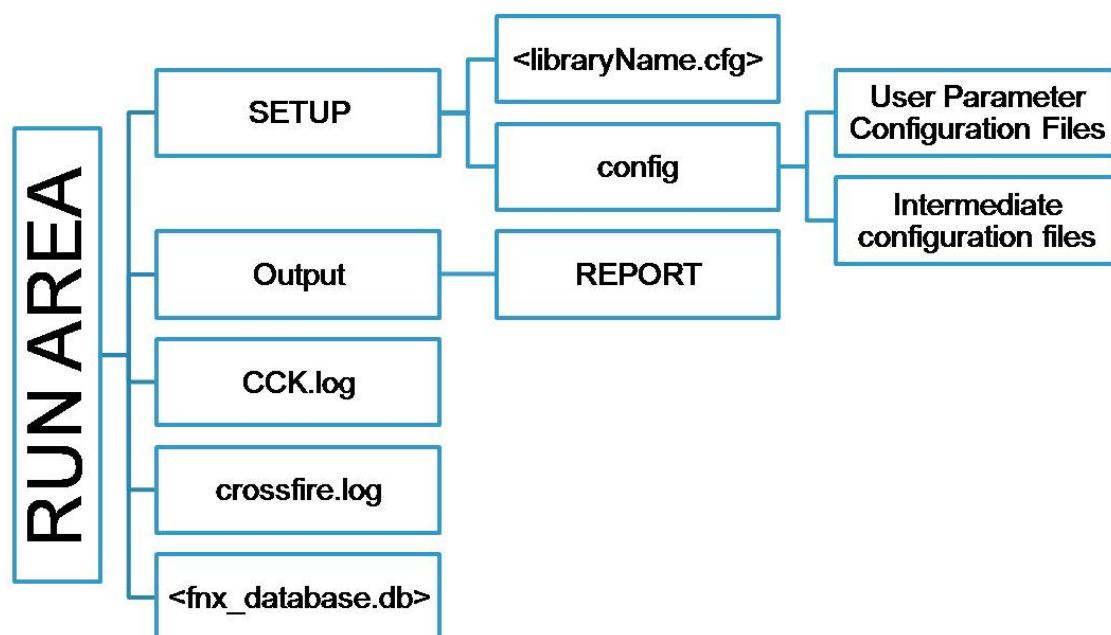 RUN AREA
SETUP
<libraryName.cfg>
config
User Parameter
Configuration Files
Intermediate
configuration files
Output
REPORT
CCK.log
crossfire.log
<fnx_database.db>